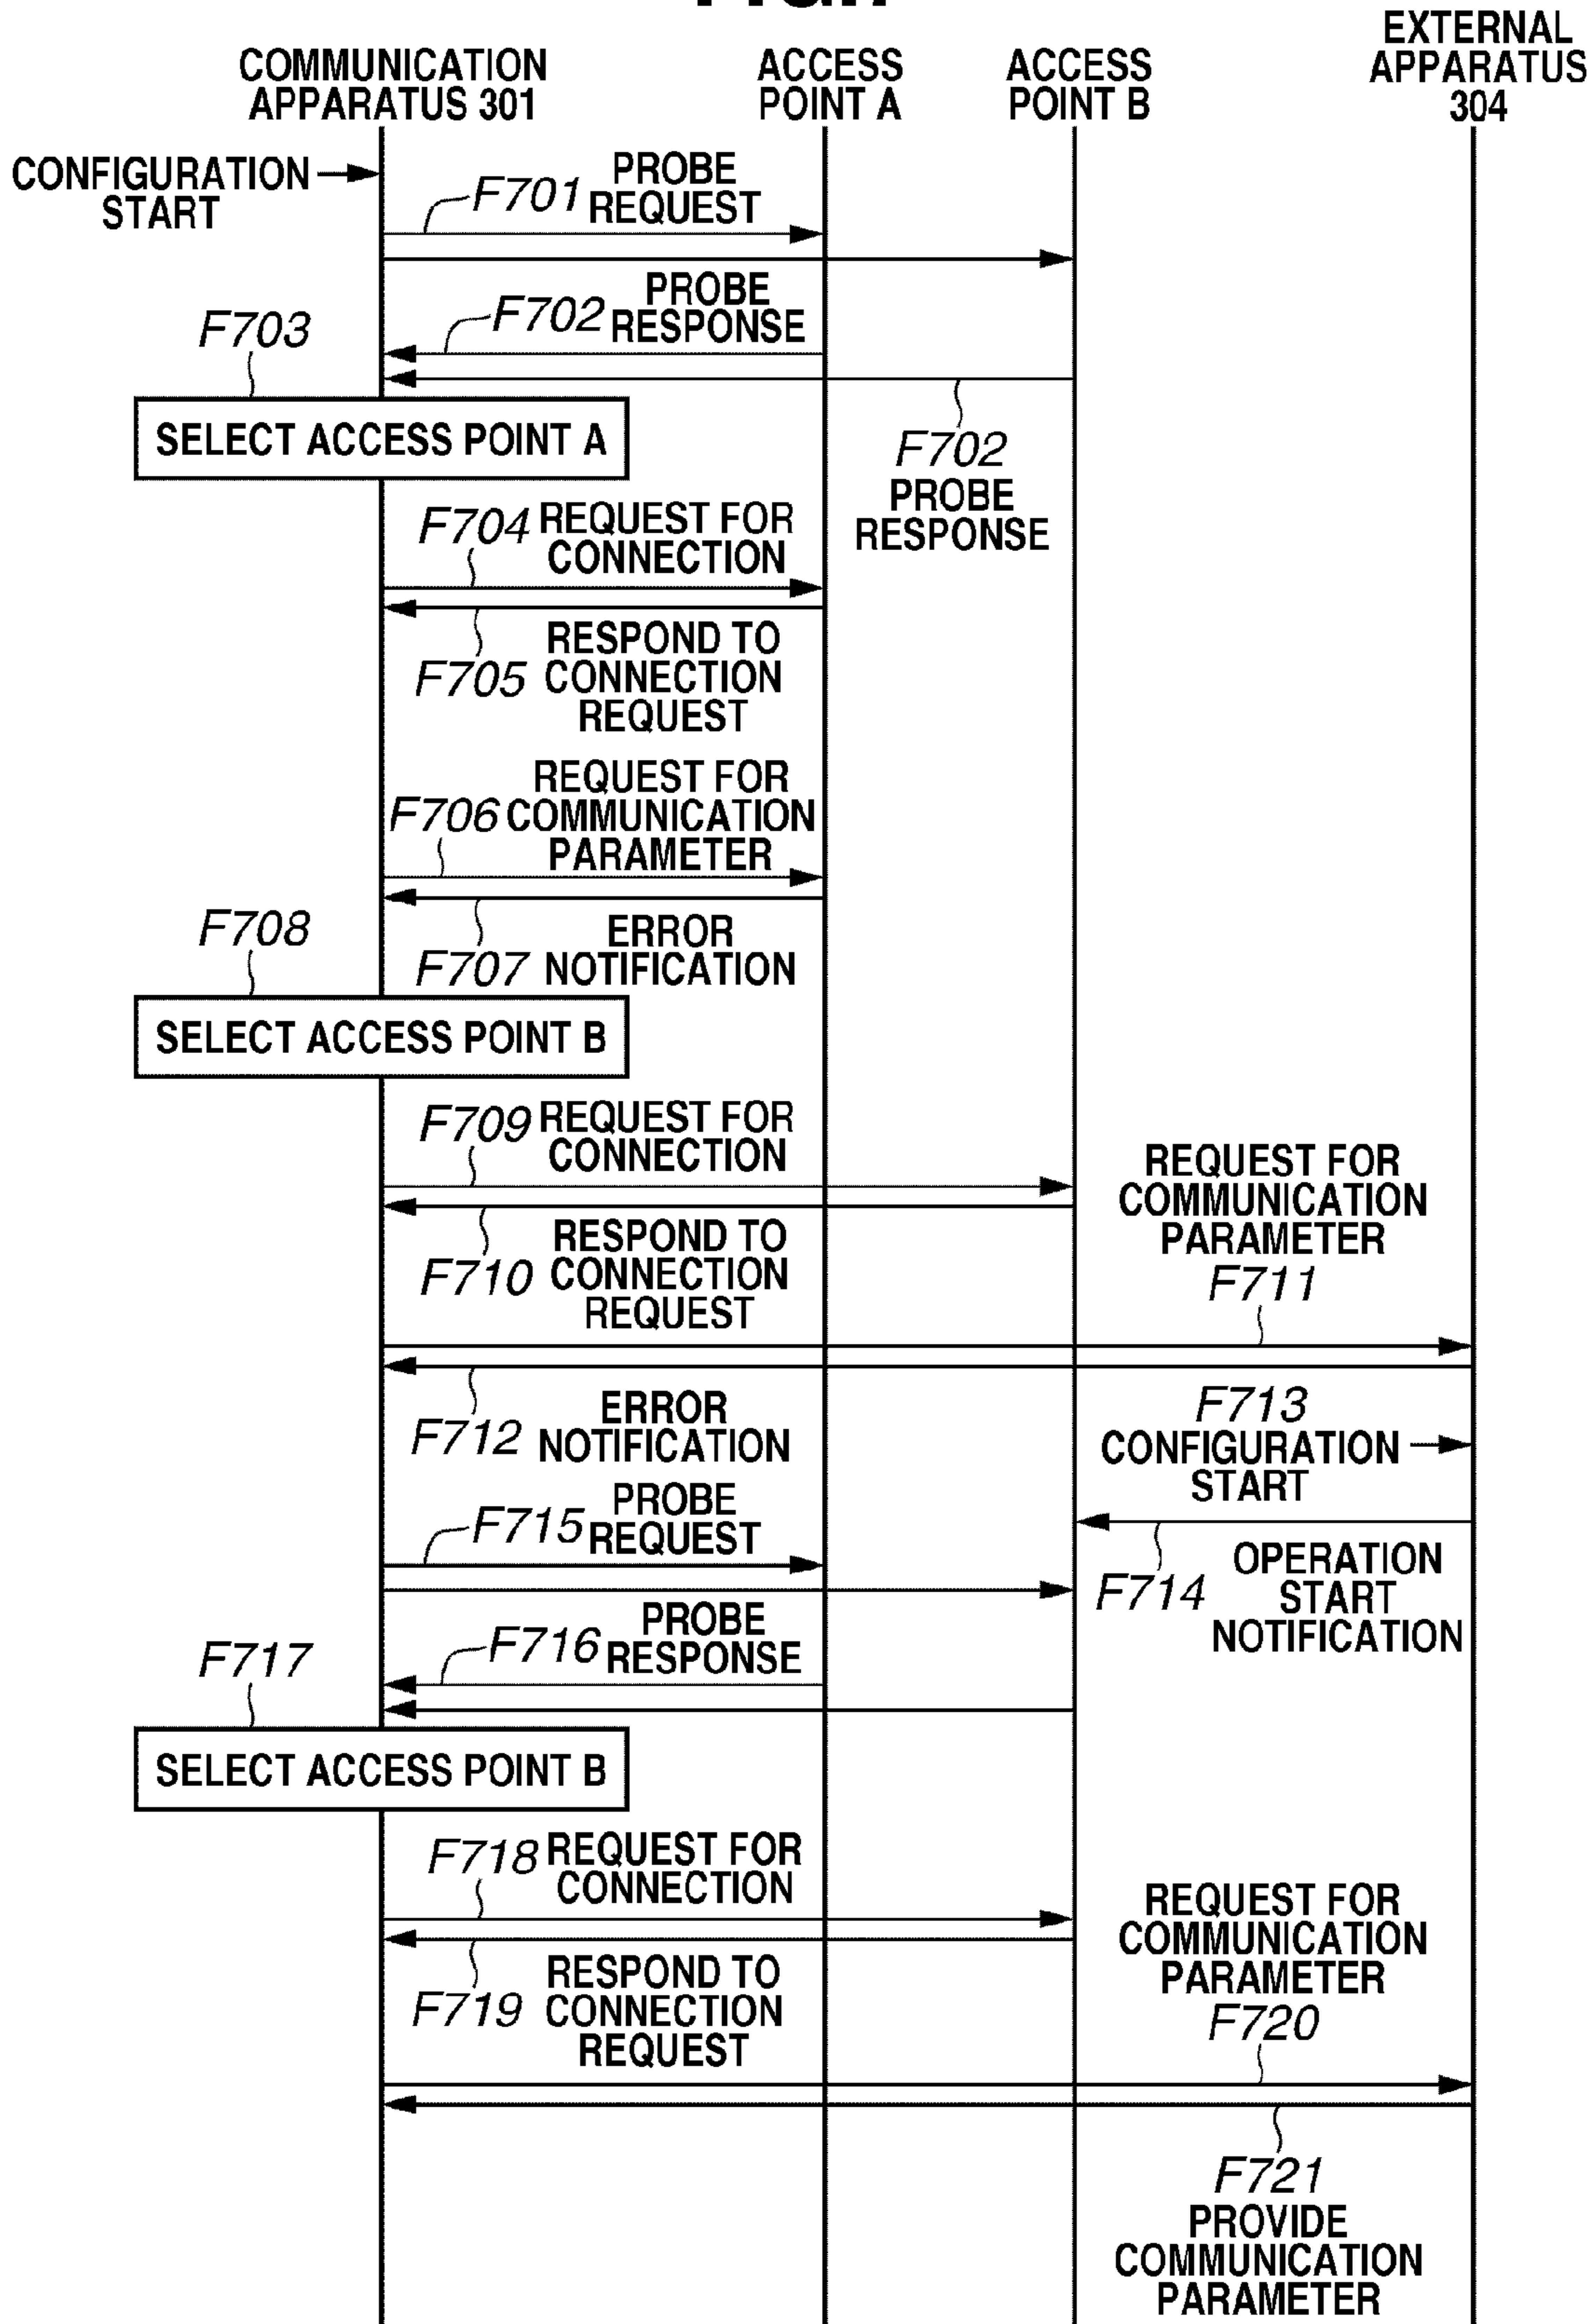 COMMUNICATION
APPARATUS 301
ACCESS
POINT A
ACCESS
POINT B
EXTERNAL
APPARATUS
304
CONFIGURATION
START
F701
PROBE
REQUEST
F702
PROBE
RESPONSE
F703
SELECT ACCESS POINT A
F702
PROBE
RESPONSE
F704
REQUEST FOR
CONNECTION
F705
RESPOND TO
CONNECTION
REQUEST
F706
REQUEST FOR
COMMUNICATION
PARAMETER
F707
ERROR
NOTIFICATION
F708
SELECT ACCESS POINT B
F709
REQUEST FOR
CONNECTION
F710
RESPOND TO
CONNECTION
REQUEST
REQUEST FOR
COMMUNICATION
PARAMETER
F711
F712
ERROR
NOTIFICATION
F713
CONFIGURATION
START
F714
OPERATION
START
NOTIFICATION
F715
PROBE
REQUEST
F716
PROBE
RESPONSE
F717
SELECT ACCESS POINT B
F718
REQUEST FOR
CONNECTION
F719
RESPOND TO
CONNECTION
REQUEST
REQUEST FOR
COMMUNICATION
PARAMETER
F720
F721
PROVIDE
COMMUNICATION
PARAMETER